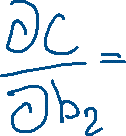 ∂C/∂b₂ =